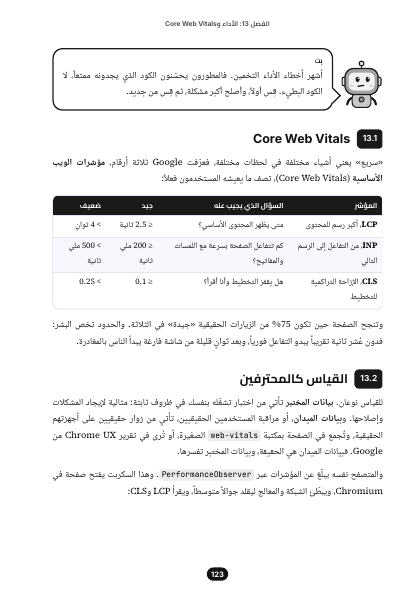 الفصل 13: الأداء وCore Web Vitals
بِت
أشهر أخطاء الأداء التخمين. فالمطورون يحسّنون الكود الذي يجدونه ممتعاً، لا
الكود البطيء. قِس أولاً، وأصلح أكبر مشكلة، ثم قِس من جديد.
13.1 Core Web Vitals
«سريع» يعني أشياء مختلفة في لحظات مختلفة، فعرّفت Google ثلاثة أرقام، مؤشرات الويب
الأساسية (Core Web Vitals)، تصف ما يعيشه المستخدمون فعلاً:
المؤشر السؤال الذي يجيب عنه جيد ضعيف
LCP، أكبر رسم للمحتوى متى يظهر المحتوى الأساسي؟ ≤ 2.5 ثانية > 4 ثوانٍ
INP، من التفاعل إلى الرسم كم تتفاعل الصفحة بسرعة مع اللمسات ≤ 200 ملي > 500 ملي
التالي والمفاتيح؟ ثانية ثانية
CLS، الإزاحة التراكمية هل يقفز التخطيط وأنا أقرأ؟ ≤ 0.1 > 0.25
للتخطيط
وتنجح الصفحة حين تكون 75% من الزيارات الحقيقية «جيدة» في الثلاثة. والحدود تخص البشر:
فدون عُشر ثانية تقريباً يبدو التفاعل فورياً، وبعد ثوانٍ قليلة من شاشة فارغة يبدأ الناس بالمغادرة.
13.2 القياس كالمحترفين
للقياس نوعان. بيانات المختبر تأتي من اختبار تشغّله بنفسك في ظروف ثابتة: مثالية لإيجاد المشكلات
وإصلاحها. وبيانات الميدان، أو مراقبة المستخدمين الحقيقيين، تأتي من زوار حقيقيين على أجهزتهم
الحقيقية، وتُجمع في الصفحة بمكتبة web-vitals الصغيرة، أو تُرى في تقرير Chrome UX من
Google. فبيانات الميدان هي الحقيقة، وبيانات المختبر تفسرها.
والمتصفح نفسه يبلّغ عن المؤشرات عبر PerformanceObserver. وهذا السكربت يفتح صفحة في
Chromium، ويبطّئ الشبكة والمعالج ليقلد جوالاً متوسطاً، ويقرأ LCP وCLS:
123